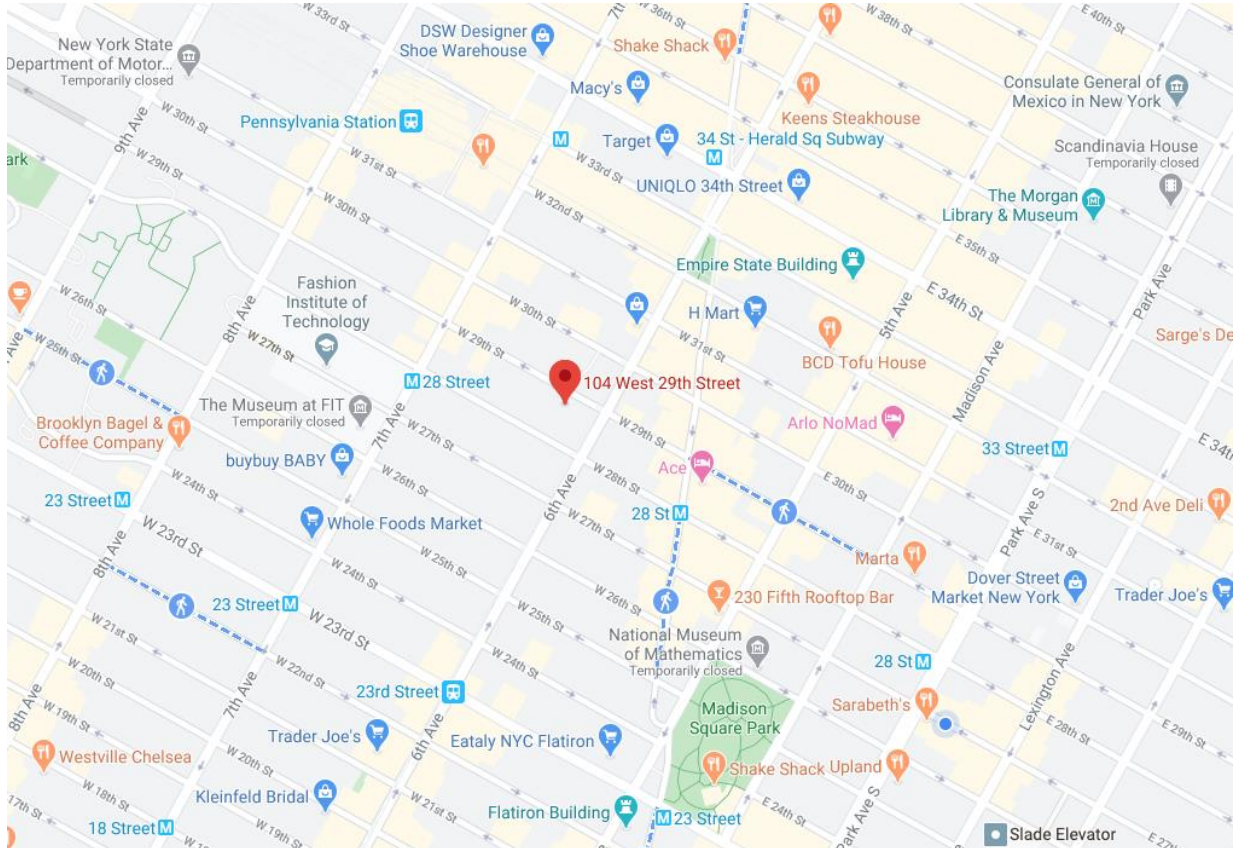 W 33rd St
7th
DSW Designer
Shoe Warehouse
New York State
Department of Motor...
Temporarily closed
Shake Shack
W 38th St
W 36th St
E 40th St
Macy's
Consulate General of
Mexico in New York
Keens Steakhouse
9th Ave
W 30th St
Pennsylvania Station
Target
34 St - Herald Sq Subway
Scandinavia House
Temporarily closed
W 29th St
W 31st St
W 33rd St
ark
UNIQLO 34th Street
The Morgan
Library & Museum
W 30th St
W 32nd St
E 35th St
Empire State Building
Park Ave
Fashion
Institute of
Technology
E 34th St
W 26th St
8th Ave
H Mart
5th Ave
W 30th St
Sarge's De
W 27th St
W 29th St
W 31st St
BCD Tofu House
Ave
W 25th St
28 Street
104 West 29th Street
Madison Ave
The Museum at FIT
Temporarily closed
Brooklyn Bagel &
Coffee Company
7th Ave
W 27th St
W 29th St
Arlo NoMad
E 34th
buybuy BABY
33 Street
Ace
W 24th St
W 26th St
W 28th St
E 30th St
23 Street
6th Ave
28 St
2nd Ave Deli
W 23rd St
Whole Foods Market
W 27th St
Park Ave S
E 31st St
8th Ave
W 25th St
Marta
W 24th St
Dover Street
Market New York
Trader Joe's
23 Street
W 26th St
230 Fifth Rooftop Bar
W 21st St
W 23rd St
W 25th St
National Museum
of Mathematics
Temporarily closed
W 20th St
W 22nd St
W 24th St
28 St
Lexington Ave
23rd Street
8th Ave
7th Ave
Madison
Square Park
Sarabeth's
E 28th St
E 29th St
W 19th St
Trader Joe's
6th Ave
Eataly NYC Flatiron
Westville Chelsea
W 20th St
Shake Shack
Upland
W 18th St
Kleinfeld Bridal
W 21st St
Flatiron Building
E 24th St
Park Ave S
17th St
18 Street
W 19th St
23 Street
Slade Elevator
E 27th